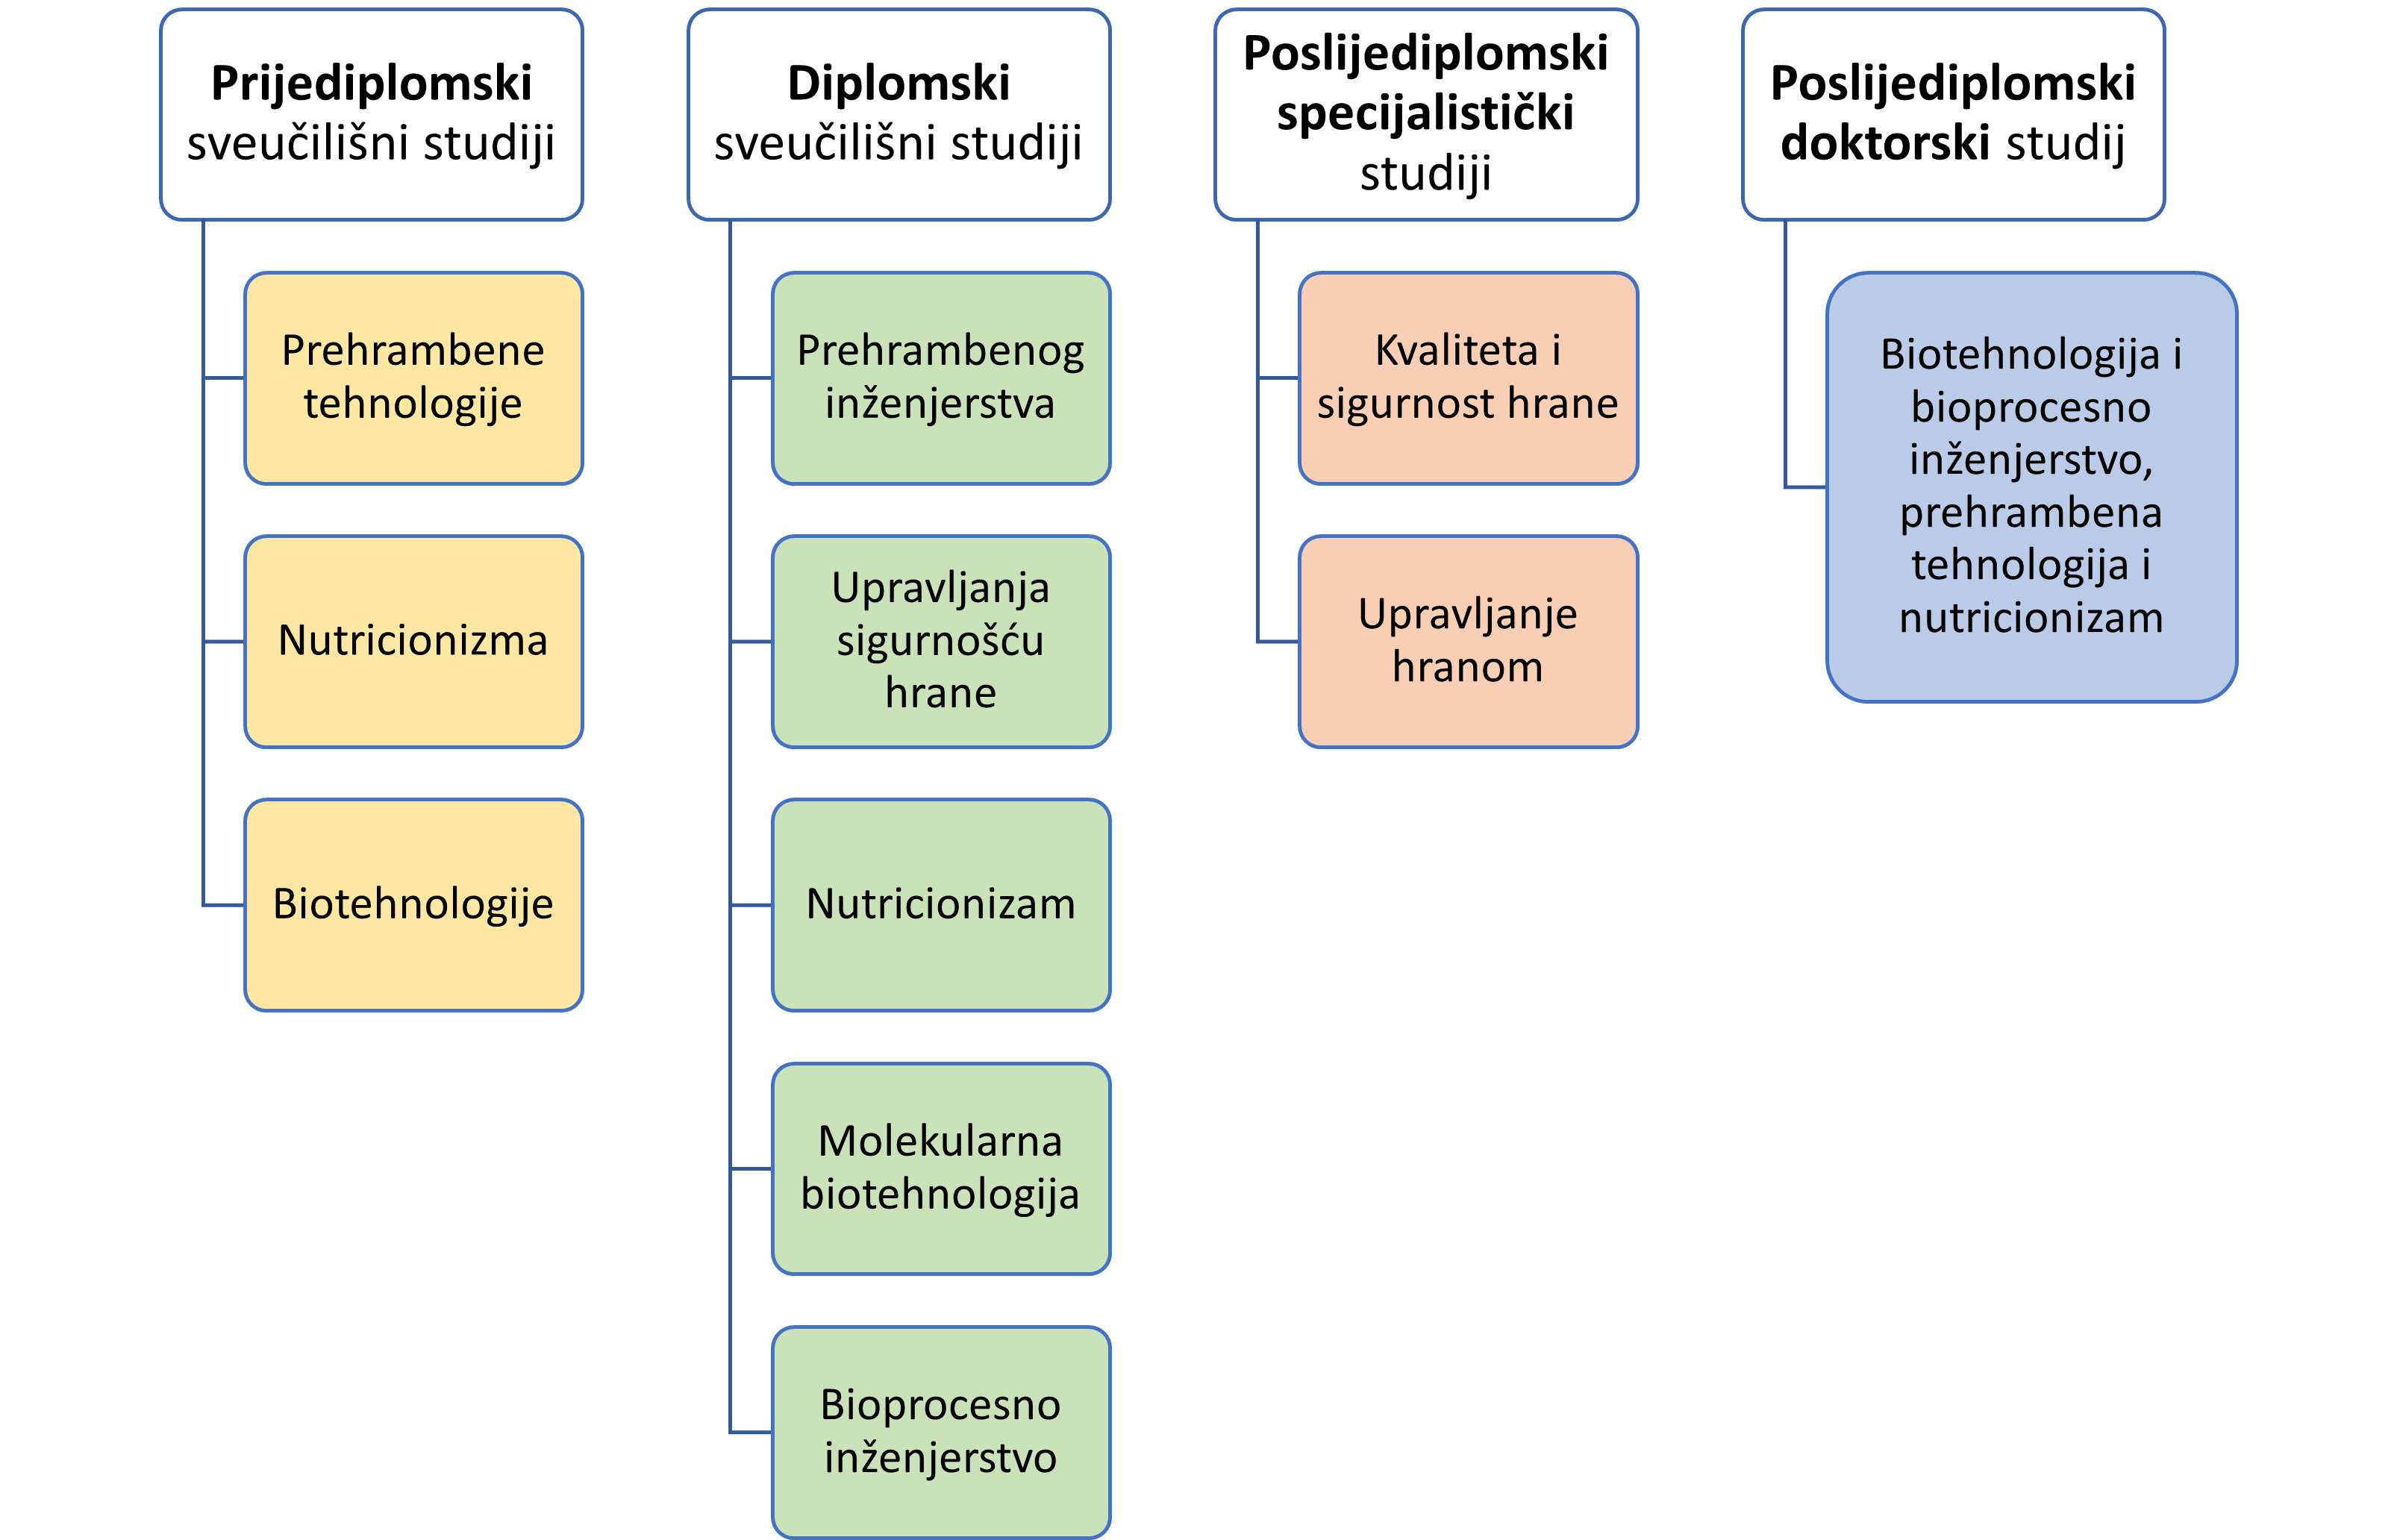 Prijediplomski
sveučilišni studiji
Prehrambene
tehnologije
Nutricionizma
Biotehnologije
Diplomski
sveučilišni studiji
Prehrambenog
inženjerstva
Upravljanja
sigurnošću
hrane
Nutricionizam
Molekularna
biotehnologija
Bioprocesno
inženjerstvo
Poslijediplomski
specijalistički
studiji
Kvaliteta i
sigurnost hrane
Upravljanje
hranom
Poslijediplomski
doktorski studij
Biotehnologija i
bioprocesno
inženjerstvo,
prehrambena
tehnologija i
nutricionizam